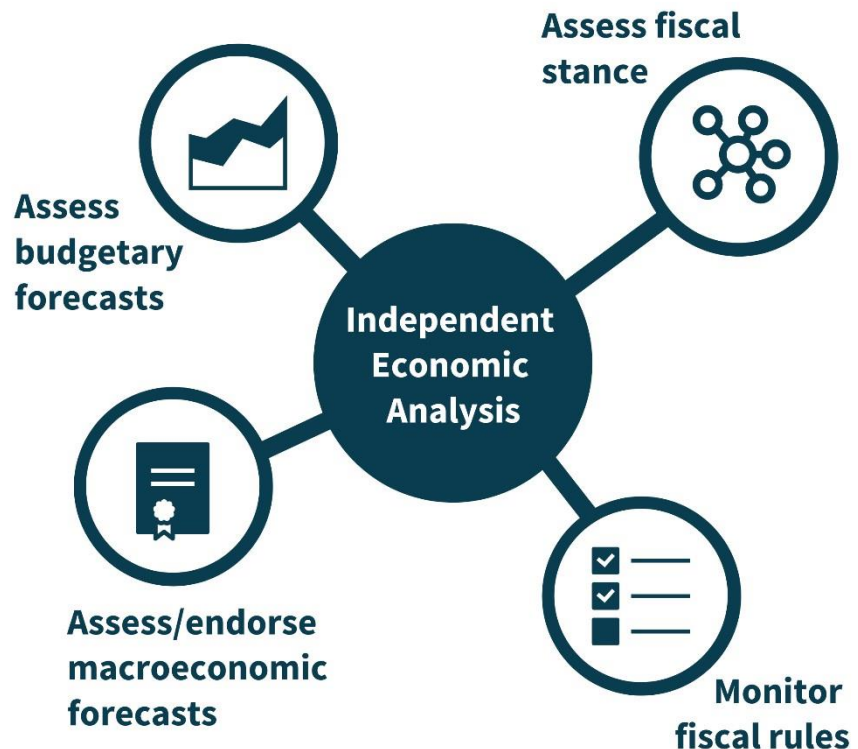 Assess fiscal
stance
Assess
budgetary
forecasts
Independent
Economic
Analysis
Assess/endorse
macroeconomic
forecasts
Monitor
fiscal rules